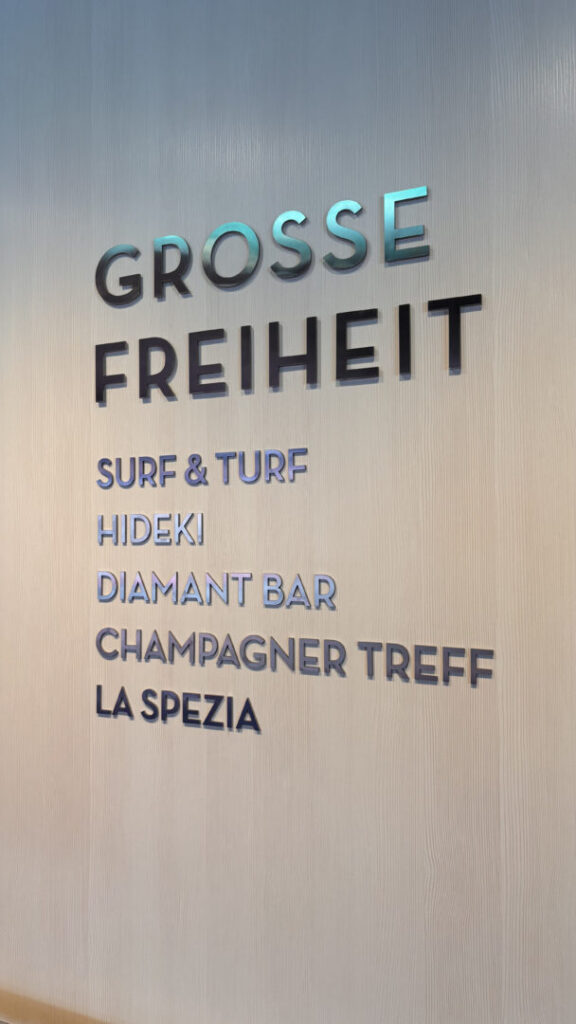 GROSSE
FREIHEIT
SURF & TURF
HIDEKI
DIAMANT BAR
CHAMPAGNER TREFF
LA SPEZIA